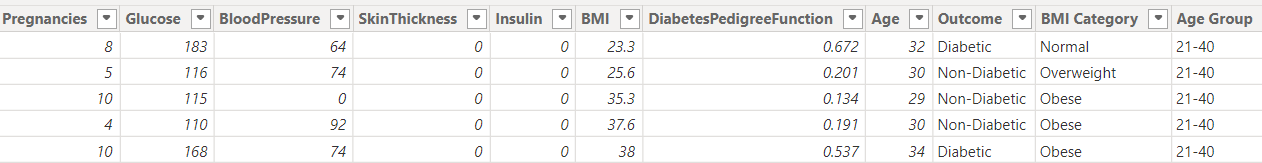 Pregnancies Glucose BloodPressure SkinThickness Insulin BMI DiabetesPedigreeFunction Age Outcome BMI Category Age Group
8 183 64 0 0 23.3 0.672 32 Diabetic Normal 21-40
5 116 74 0 0 25.6 0.201 30 Non-Diabetic Overweight 21-40
10 115 0 0 0 35.3 0.134 29 Non-Diabetic Obese 21-40
4 110 92 0 0 37.6 0.191 30 Non-Diabetic Obese 21-40
10 168 74 0 0 38 0.537 34 Diabetic Obese 21-40